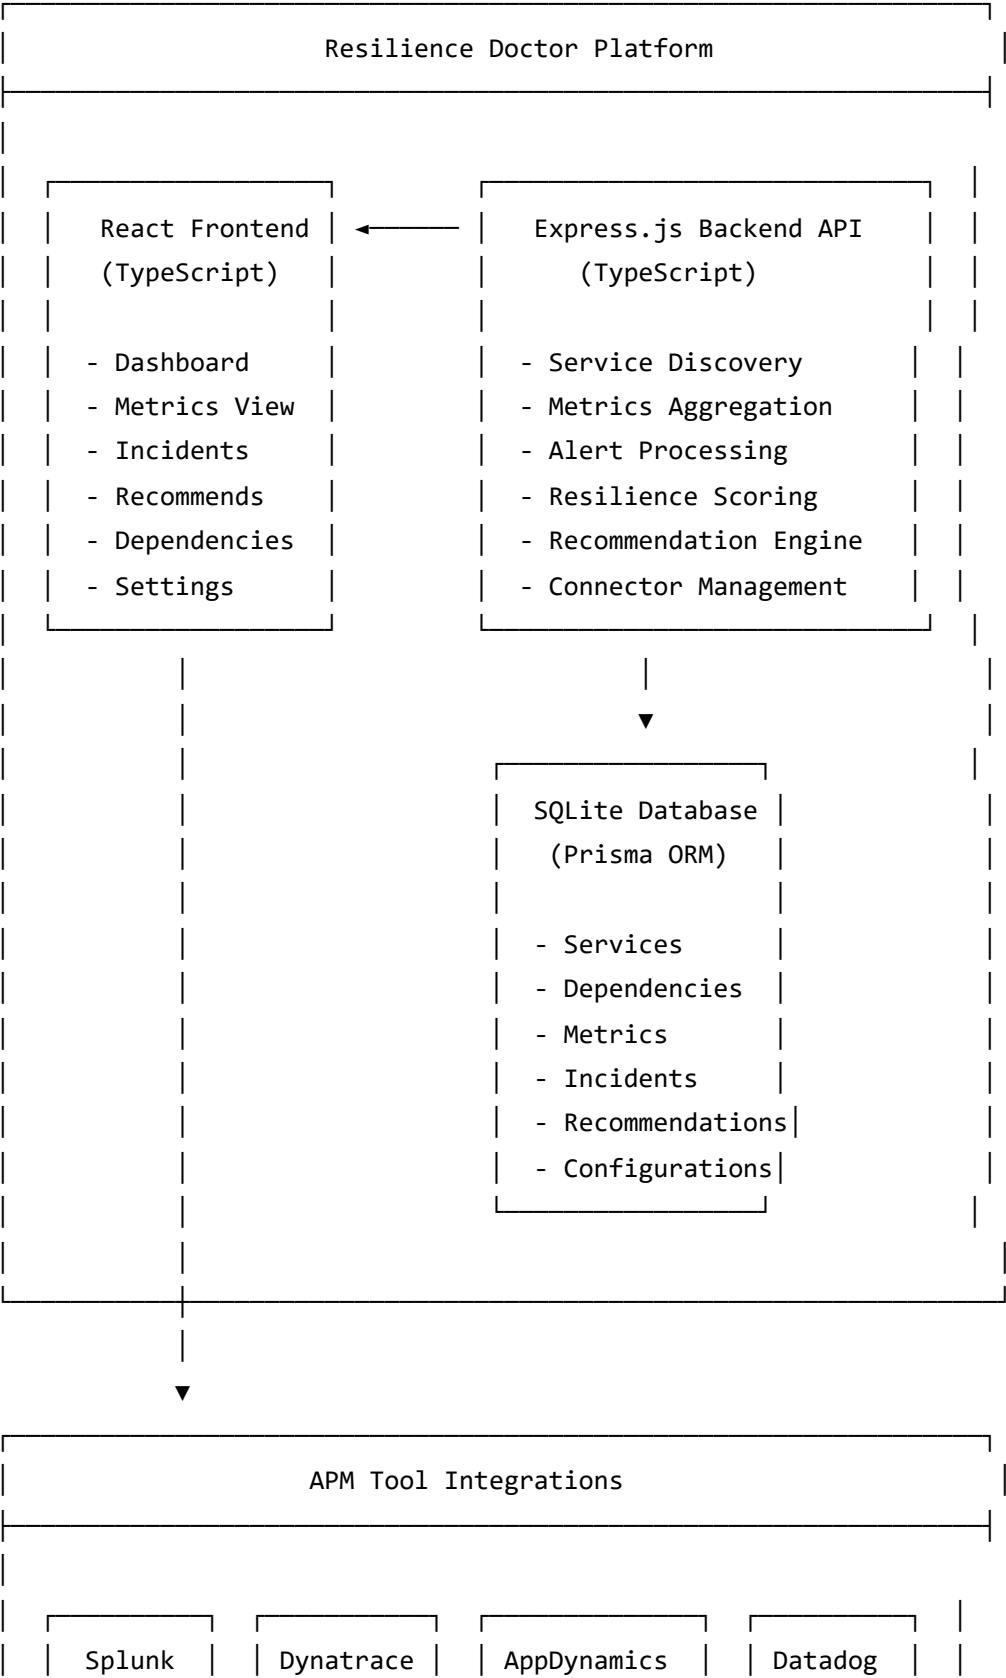 Resilience Doctor Platform
React Frontend Express.js Backend API
(TypeScript) (TypeScript)
- Dashboard - Service Discovery
- Metrics View - Metrics Aggregation
- Incidents - Alert Processing
- Recommends - Resilience Scoring
- Dependencies - Recommendation Engine
- Settings - Connector Management
SQLite Database
(Prisma ORM)
- Services
- Dependencies
- Metrics
- Incidents
- Recommendations
- Configurations
APM Tool Integrations
Splunk Dynatrace AppDynamics Datadog